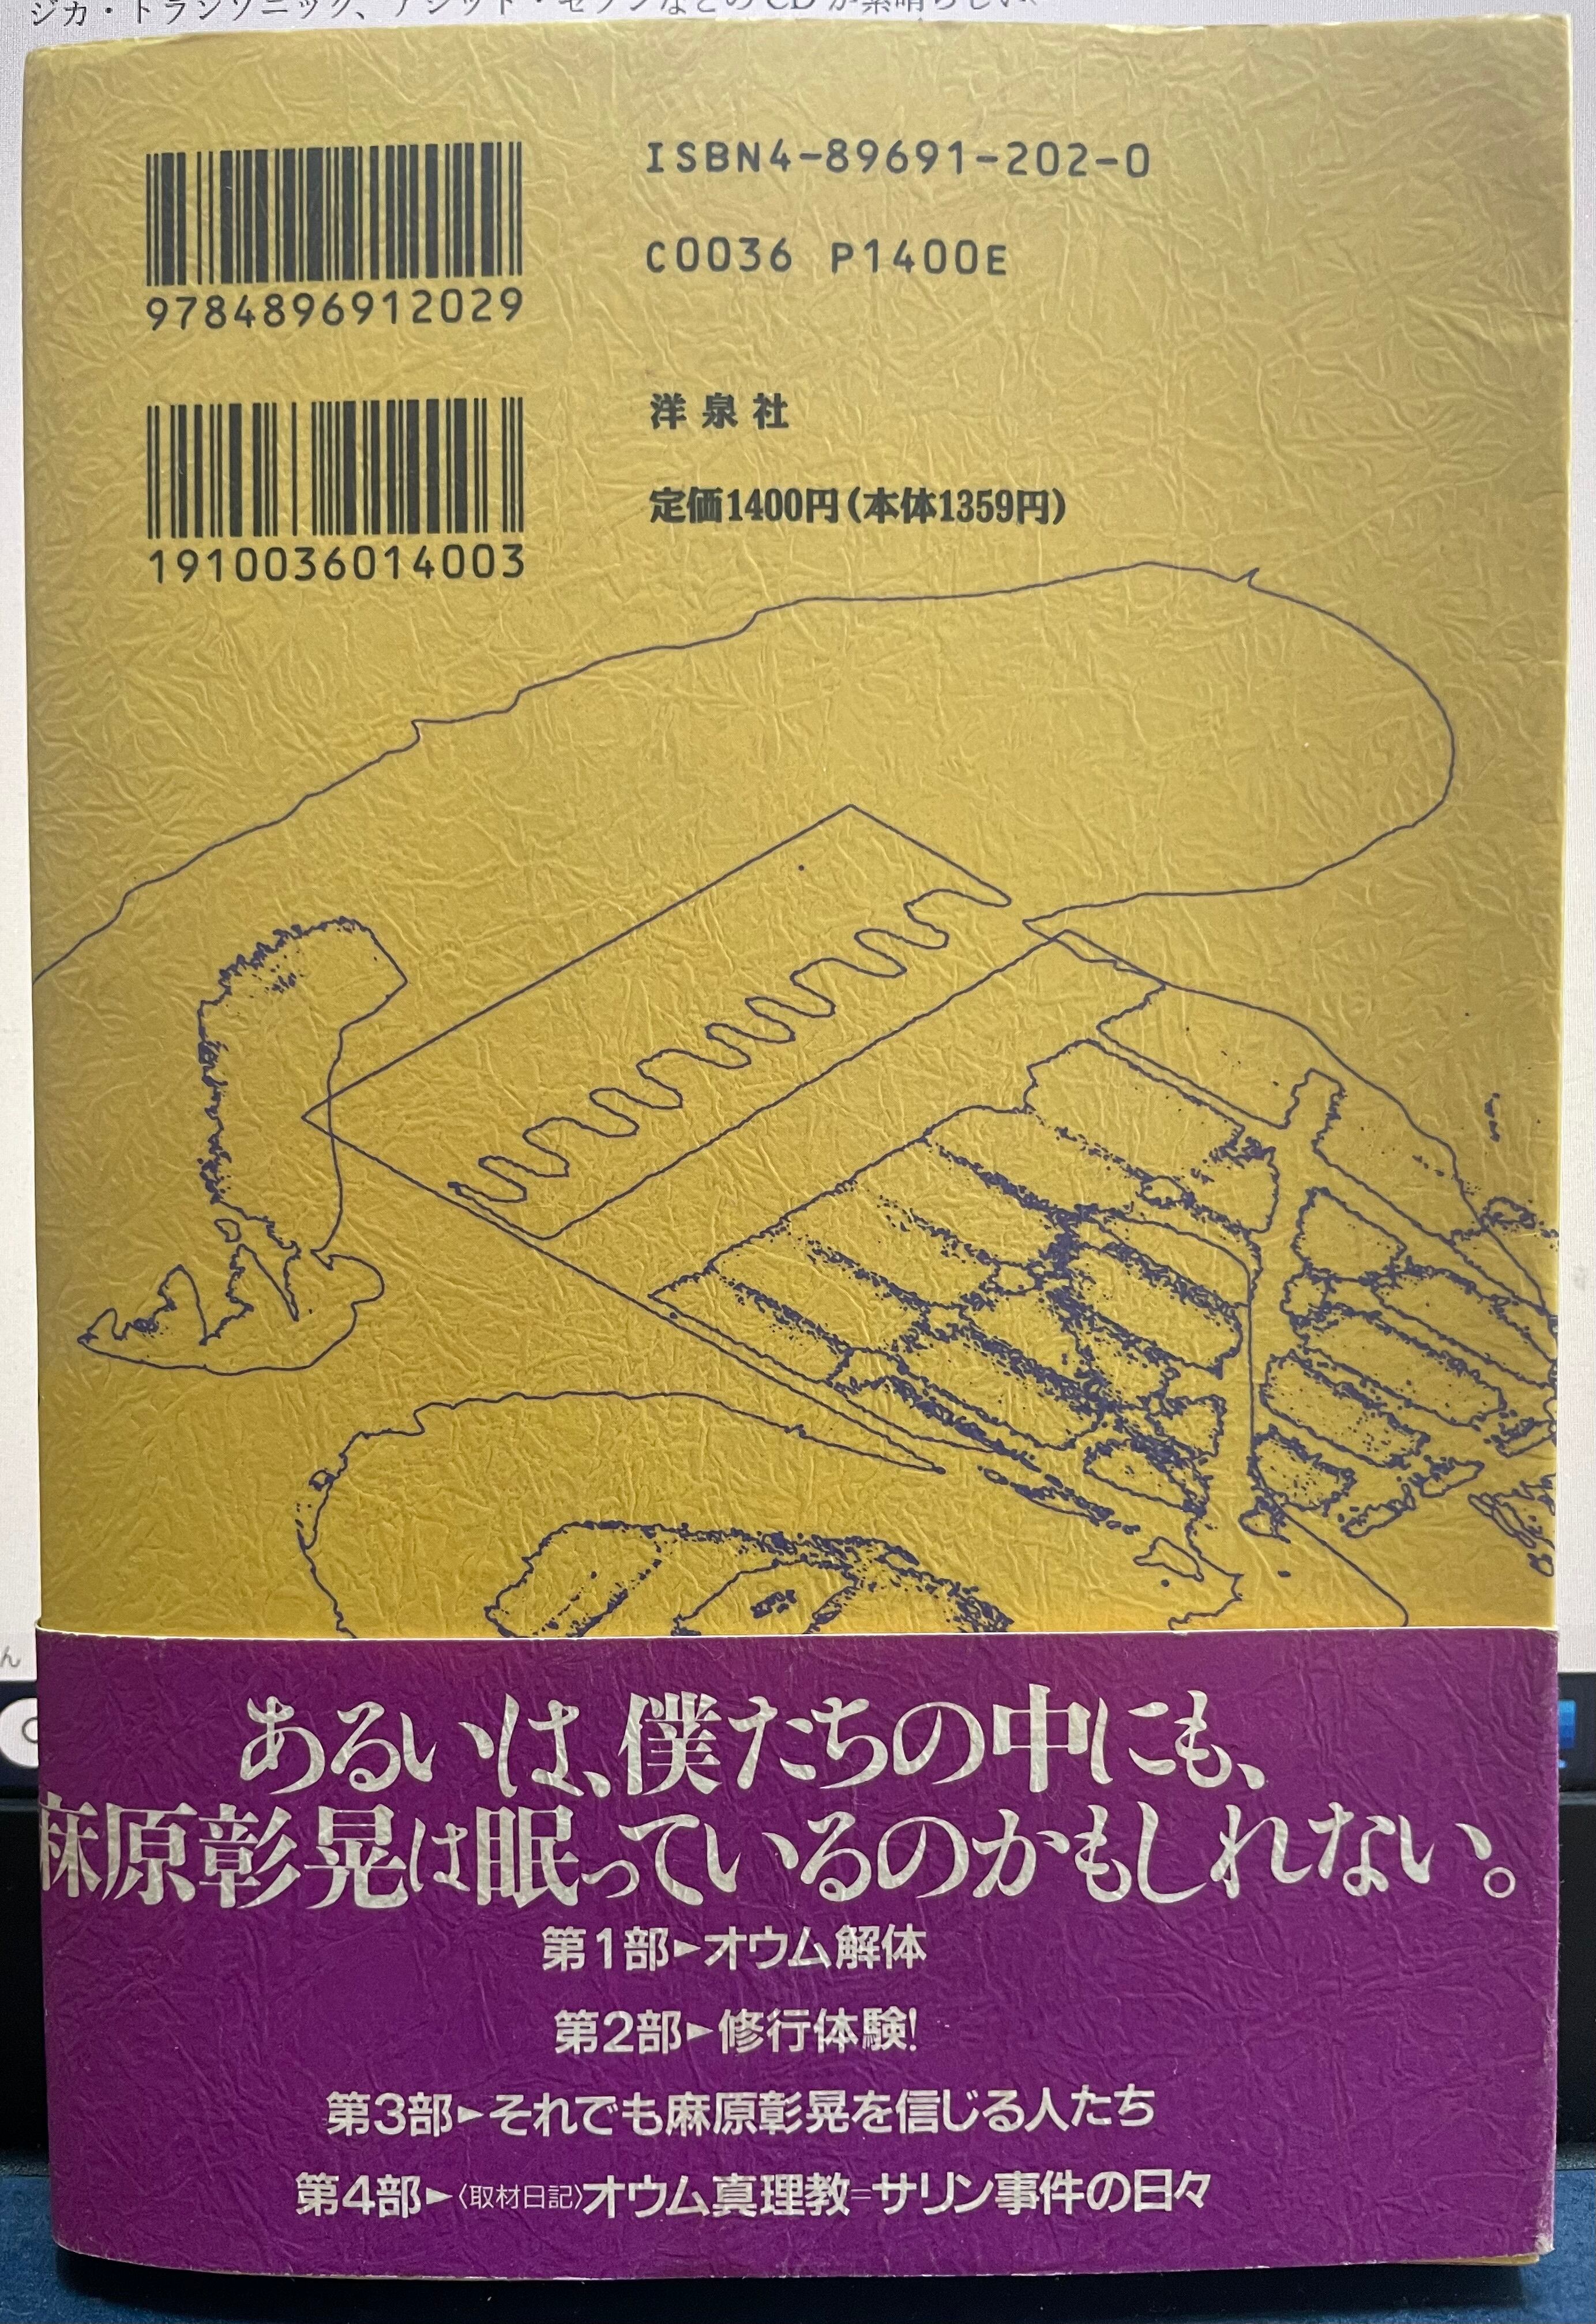 ISBN4-89691-202-0
C0036 P1400E
9784896912029
洋泉社
定価1400円(本体1359円)
1910036014003
あるいは、僕たちの中にも、
麻原彰晃は眠っているのかもしれない。
第1部►オウム解体
第2部►修行体験!
第3部►それでも麻原彰晃を信じる人たち
第4部►〈取材日記〉オウム真理教=サリン事件の日々